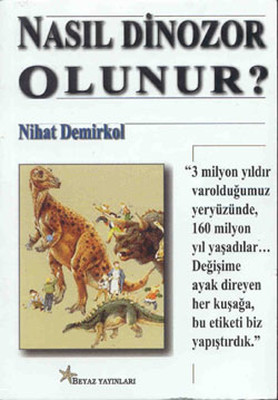 NASIL DİNOZOR
OLUNUR?
Nihat Demirkol
“3 milyon yıldır
varolduğumuz
yeryüzünde,
160 milyon
yıl yaşadılar...
Değişime
ayak direyen
her kuşağa,
bu etiketi biz
yapıştırdık.”
BEYAZ YAYINLARI